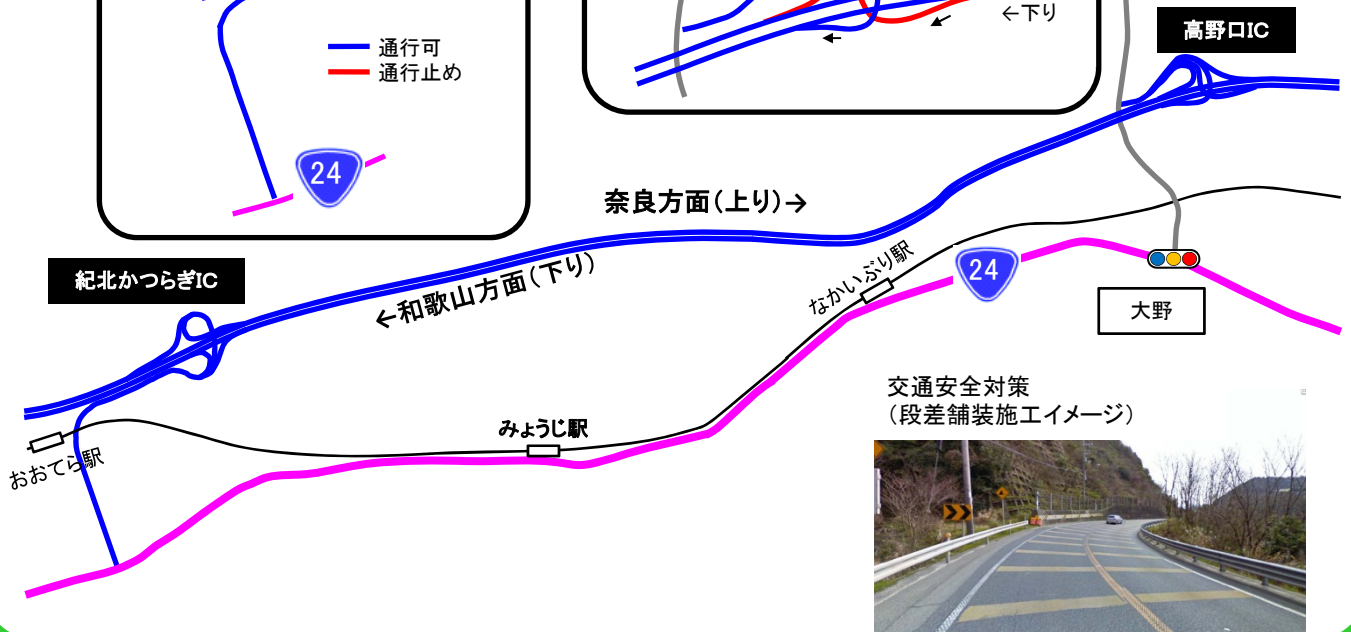 ←下り
高野口IC
通行可
通行止め
24
奈良方面(上り)→
なかいぶり駅
24
紀北かつらぎIC
←和歌山方面(下り)
大野
交通安全対策
(段差舗装施工イメージ)
みょうじ駅
おおてら駅